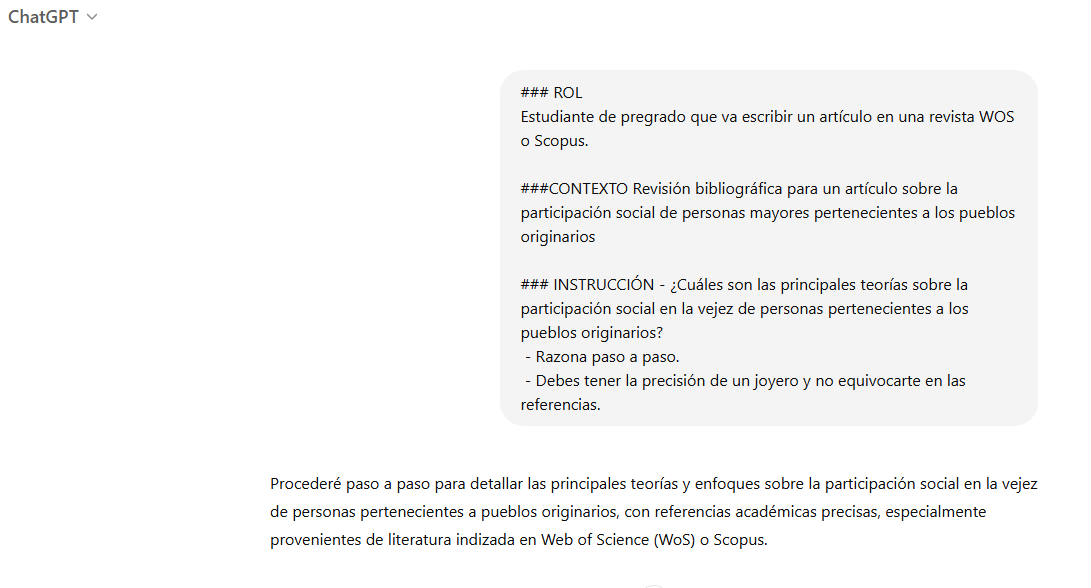 ChatGPT
### ROL
Estudiante de pregrado que va escribir un artículo en una revista WOS
o Scopus.
###CONTEXTO Revisión bibliográfica para un artículo sobre la
participación social de personas mayores pertenecientes a los pueblos
originarios
### INSTRUCCIÓN - ¿Cuáles son las principales teorías sobre la
participación social en la vejez de personas pertenecientes a los
pueblos originarios?
- Razona paso a paso.
- Debes tener la precisión de un joyero y no equivocarte en las
referencias.
Procederé paso a paso para detallar las principales teorías y enfoques sobre la participación social en la vejez
de personas pertenecientes a pueblos originarios, con referencias académicas precisas, especialmente
provenientes de literatura indizada en Web of Science (WoS) o Scopus.